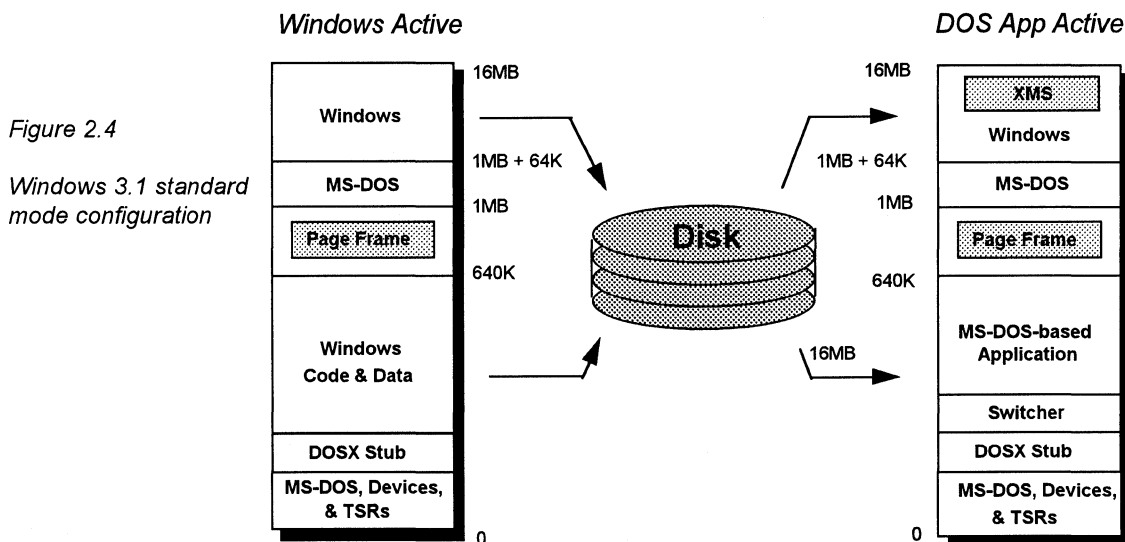 Windows Active
DOS App Active
Figure 2.4
Windows 3.1 standard
mode configuration
16MB
Windows
1MB + 64K
MS-DOS
1MB
Page Frame
640K
Windows
Code & Data
DOSX Stub
MS-DOS, Devices,
& TSRs
0
Disk
16MB
16MB
XMS
Windows
1MB + 64K
MS-DOS
1MB
Page Frame
640K
MS-DOS-based
Application
Switcher
DOSX Stub
MS-DOS, Devices,
& TSRs
0